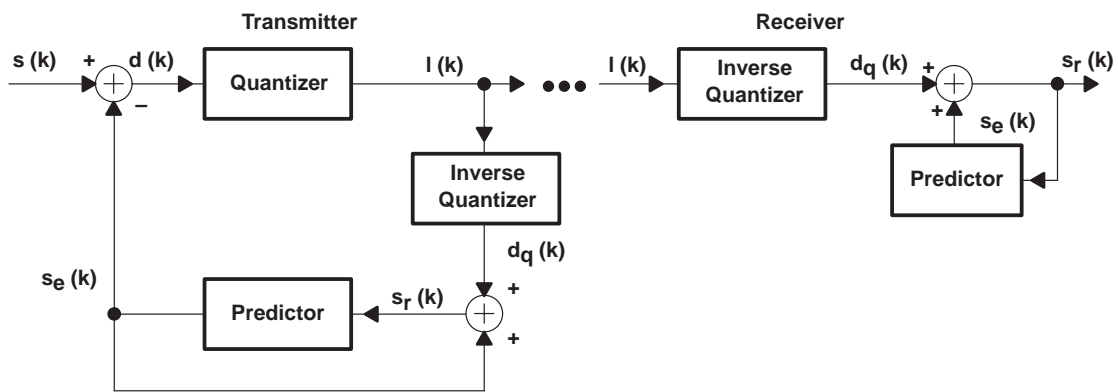 Transmitter
Receiver
s (k)
+
d (k)
–
Quantizer
I (k)
I (k)
Inverse
Quantizer
dq (k)
+
+
sr (k)
se (k)
Predictor
Inverse
Quantizer
dq (k)
se (k)
Predictor
sr (k)
+
+